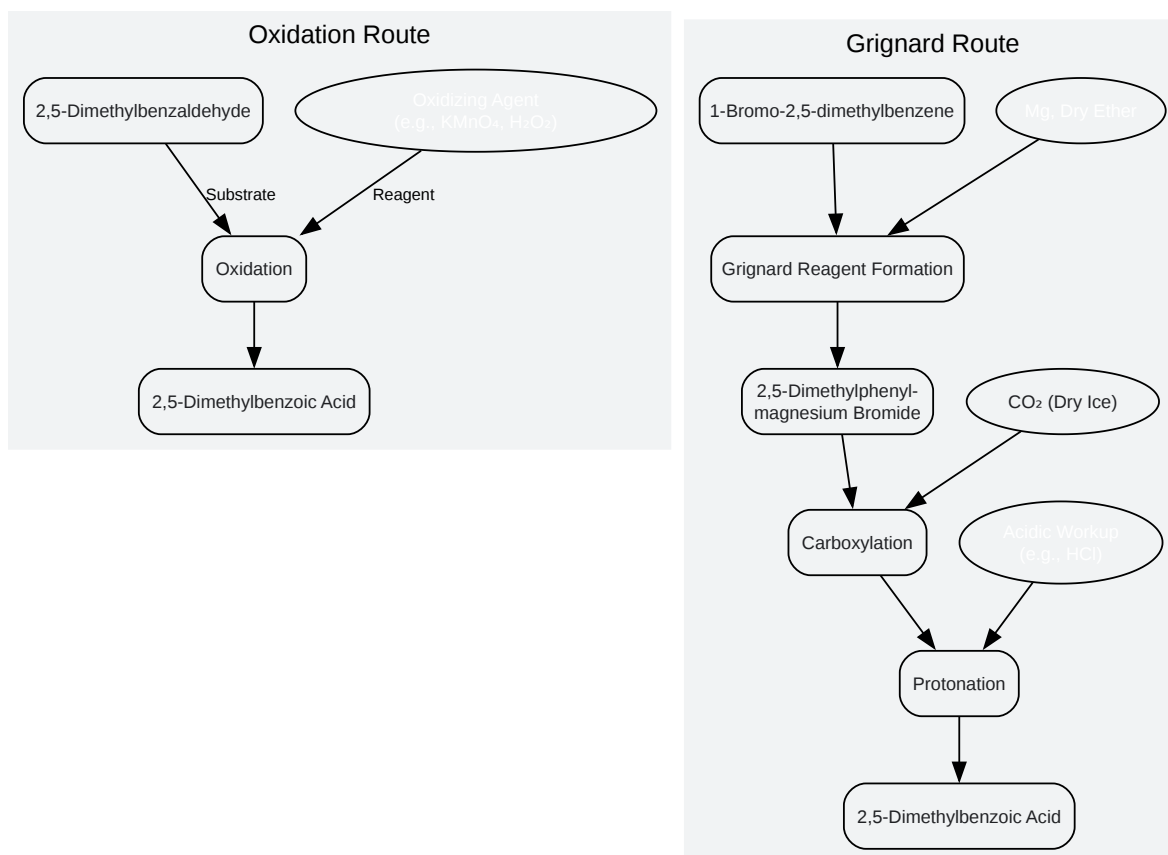 Oxidation Route
2,5-Dimethylbenzaldehyde
Oxidizing Agent
(e.g., KMnO₄, H₂O₂)
Substrate
Reagent
Oxidation
2,5-Dimethylbenzoic Acid
Grignard Route
1-Bromo-2,5-dimethylbenzene
Mg, Dry Ether
Grignard Reagent Formation
2,5-Dimethylphenyl-
magnesium Bromide
CO₂ (Dry Ice)
Carboxylation
Acidic Workup
(e.g., HCl)
Protonation
2,5-Dimethylbenzoic Acid